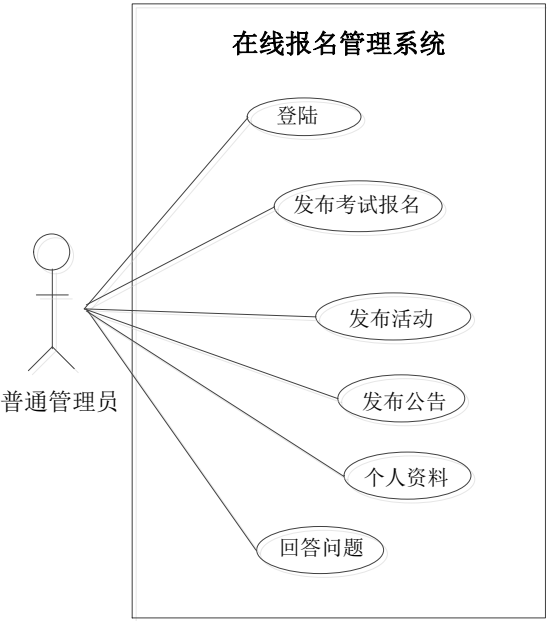 在线报名管理系统
登陆
发布考试报名
发布活动
普通管理员
发布公告
个人资料
回答问题